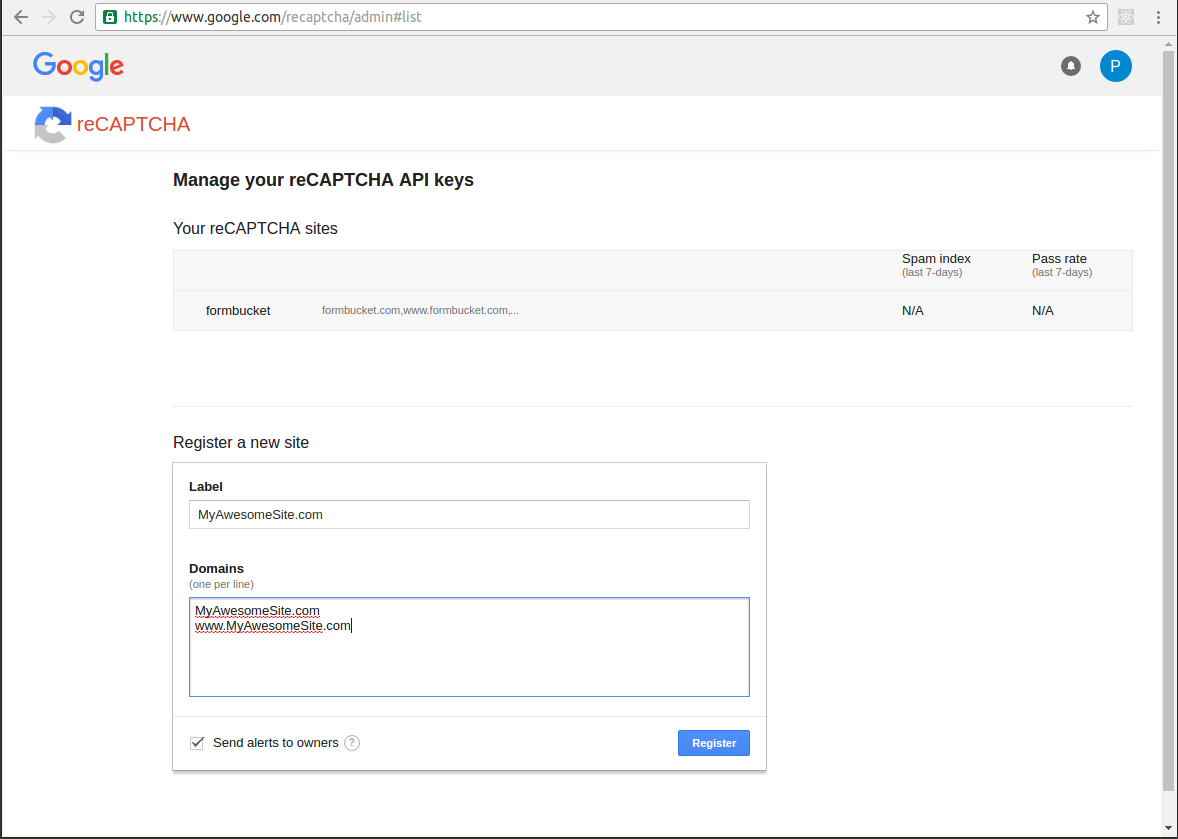 https://www.google.com/recaptcha/admin#list
Google
P
reCAPTCHA
Manage your reCAPTCHA API keys
Your reCAPTCHA sites
Spam index Pass rate
(last 7-days) (last 7-days)
formbucket formbucket.com,www.formbucket.com,... N/A N/A
Register a new site
Label
MyAwesomeSite.com
Domains
(one per line)
MyAwesomeSite.com
www.MyAwesomeSite.com
Send alerts to owners ? Register